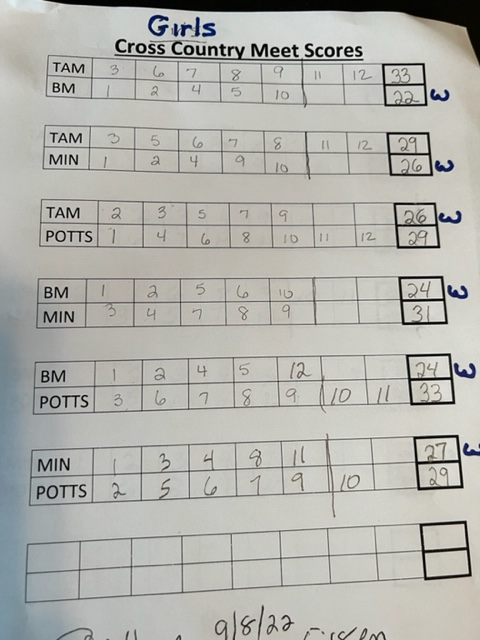 Girls
Cross Country Meet Scores
TAM 3 6 7 8 9 11 12 33
BM 1 2 4 5 10 22 W
TAM 3 5 6 7 8 11 12 29
MIN 1 2 4 9 10 26 W
TAM 2 3 5 7 9 26 W
POTTS 1 4 6 8 10 11 12 29
BM 1 2 5 6 10 24 W
MIN 3 4 7 8 9 31
BM 1 2 4 5 12 24 W
POTTS 3 6 7 8 9 10 11 33
MIN 1 3 4 8 11 27 W
POTTS 2 5 6 7 9 10 29
9/8/22